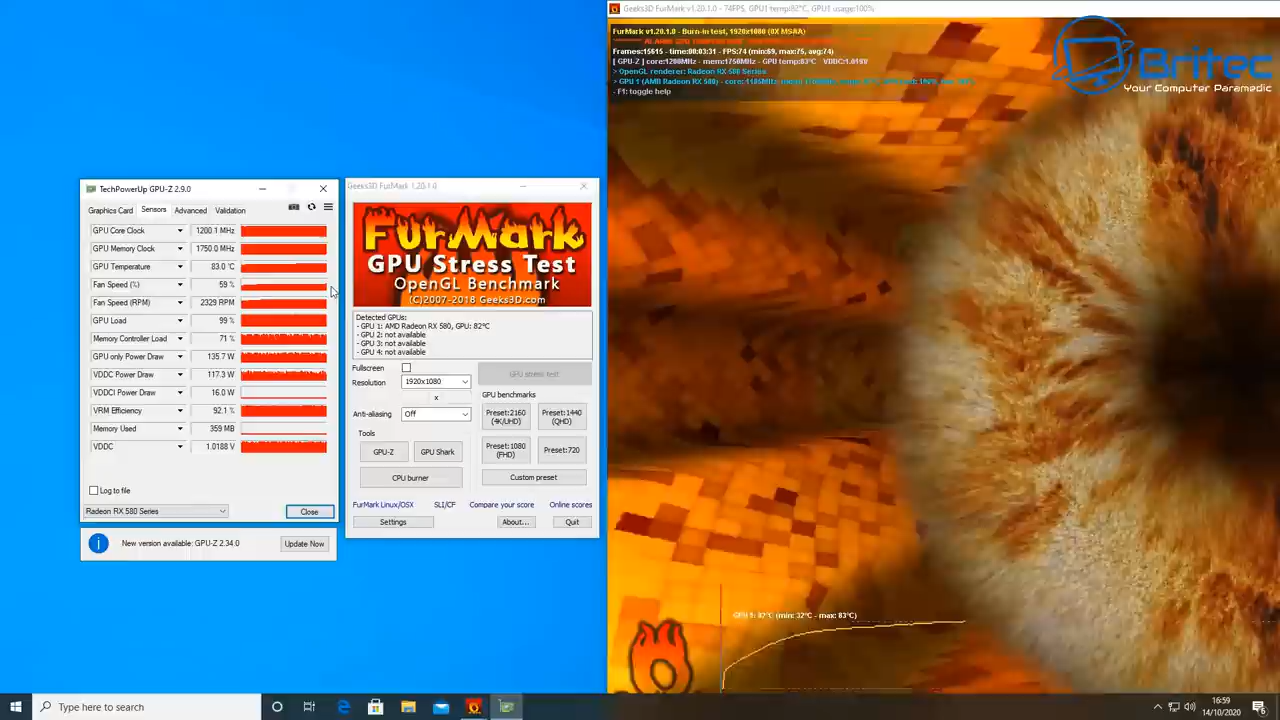 Geeks3D FurMark v1.20.1.0 - 74FPS, GPU1 temp:82°C, GPU1 usage:100%
FurMark v1.20.1.0 - Burn-in test, 1920x1080 (0X MSAA)
Frames:15615 - time:00:03:31 - FPS:74 (min:69, max:75, avg:74)
[ GPU-Z ] core:1200MHz - mem:1750MHz - GPU temp:83°C VDDC:1.019V
> OpenGL renderer: Radeon RX 580 Series
> GPU 1 (AMD Radeon RX 580) - core: 1185MHz
- F1: toggle help
Britec
Your Computer Paramedic
TechPowerUp GPU-Z 2.9.0
Graphics Card Sensors Advanced Validation
GPU Core Clock 1200.1 MHz
GPU Memory Clock 1750.0 MHz
GPU Temperature 83.0 °C
Fan Speed (%) 59 %
Fan Speed (RPM) 2329 RPM
GPU Load 99 %
Memory Controller Load 71 %
GPU only Power Draw 135.7 W
VDDC Power Draw 117.3 W
VDDCI Power Draw 16.0 W
VRM Efficiency 92.1 %
Memory Used 359 MB
VDDC 1.0188 V
Log to file
Radeon RX 580 Series Close
New version available: GPU-Z 2.34.0 Update Now
Geeks3D FurMark 1.20.1.0
FurMark
GPU Stress Test
OpenGL Benchmark
(C)2007-2018 Geeks3D.com
Detected GPUs:
- GPU 1: AMD Radeon RX 580, GPU: 82°C
- GPU 2: not available
- GPU 3: not available
- GPU 4: not available
Fullscreen
GPU stress test
Resolution 1920x1080
x
GPU benchmarks
Anti-aliasing Off
Preset:2160
(4K/UHD)
Preset:1440
(QHD)
Tools
GPU-Z GPU Shark
Preset:1080
(FHD)
Preset:720
CPU burner
Custom preset
FurMark Linux/OSX SLI/CF Compare your score Online scores
Settings About... Quit
GPU 1: 82°C (min: 32°C - max: 83°C)
Type here to search
16:59
14/10/2020
6